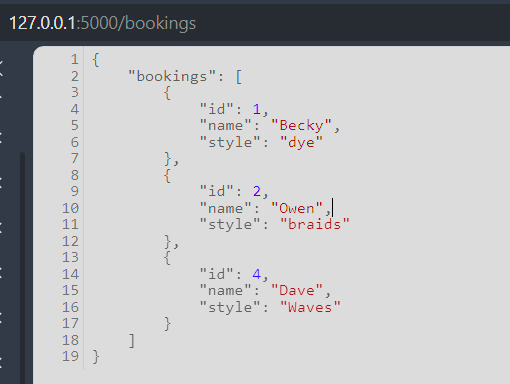 127.0.0.1:5000/bookings
1 {
2     "bookings": [
3         {
4             "id": 1,
5             "name": "Becky",
6             "style": "dye"
7         },
8         {
9             "id": 2,
10             "name": "Owen",
11             "style": "braids"
12         },
13         {
14             "id": 4,
15             "name": "Dave",
16             "style": "Waves"
17         }
18     ]
19 }